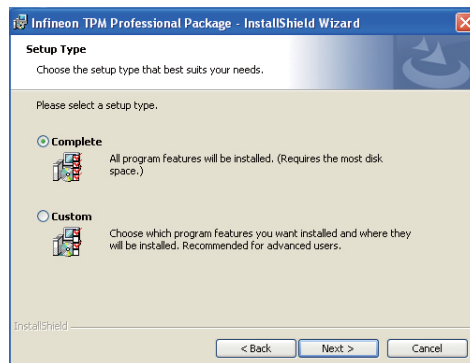 Infineon TPM Professional Package - InstallShield Wizard
Setup Type
Choose the setup type that best suits your needs.
Please select a setup type.
Complete
All program features will be installed. (Requires the most disk
space.)
Custom
Choose which program features you want installed and where they
will be installed. Recommended for advanced users.
InstallShield
< Back Next > Cancel